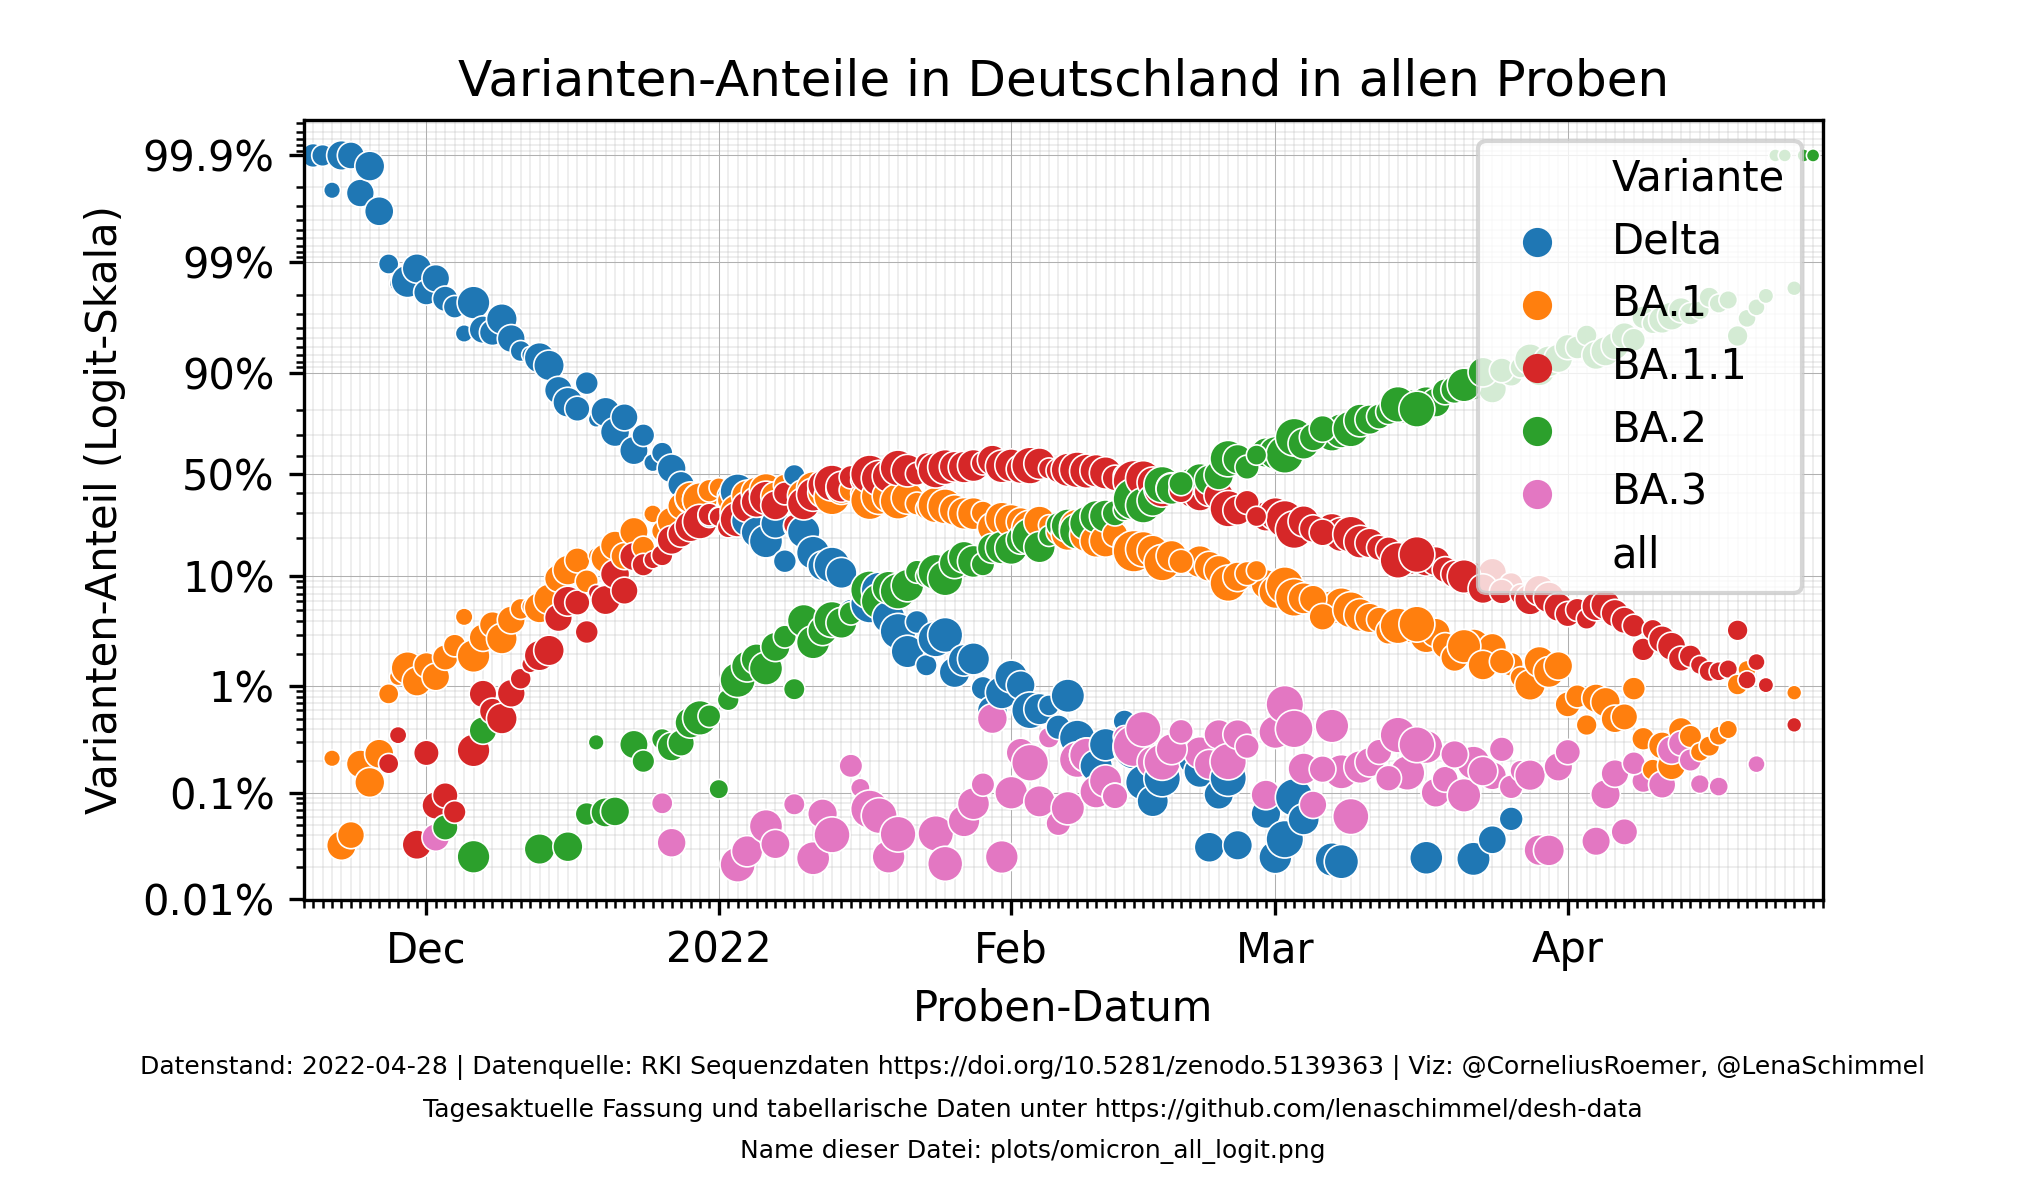 Varianten-Anteile in Deutschland in allen Proben
Varianten-Anteil (Logit-Skala)
99.9%
99%
90%
50%
10%
1%
0.1%
0.01%
Variante
Delta
BA.1
BA.1.1
BA.2
BA.3
all
Dec
2022
Feb
Mar
Apr
Proben-Datum
Datenstand: 2022-04-28 | Datenquelle: RKI Sequenzdaten https://doi.org/10.5281/zenodo.5139363 | Viz: @CorneliusRoemer, @LenaSchimmel
Tagesaktuelle Fassung und tabellarische Daten unter https://github.com/lenaschimmel/desh-data
Name dieser Datei: plots/omicron_all_logit.png